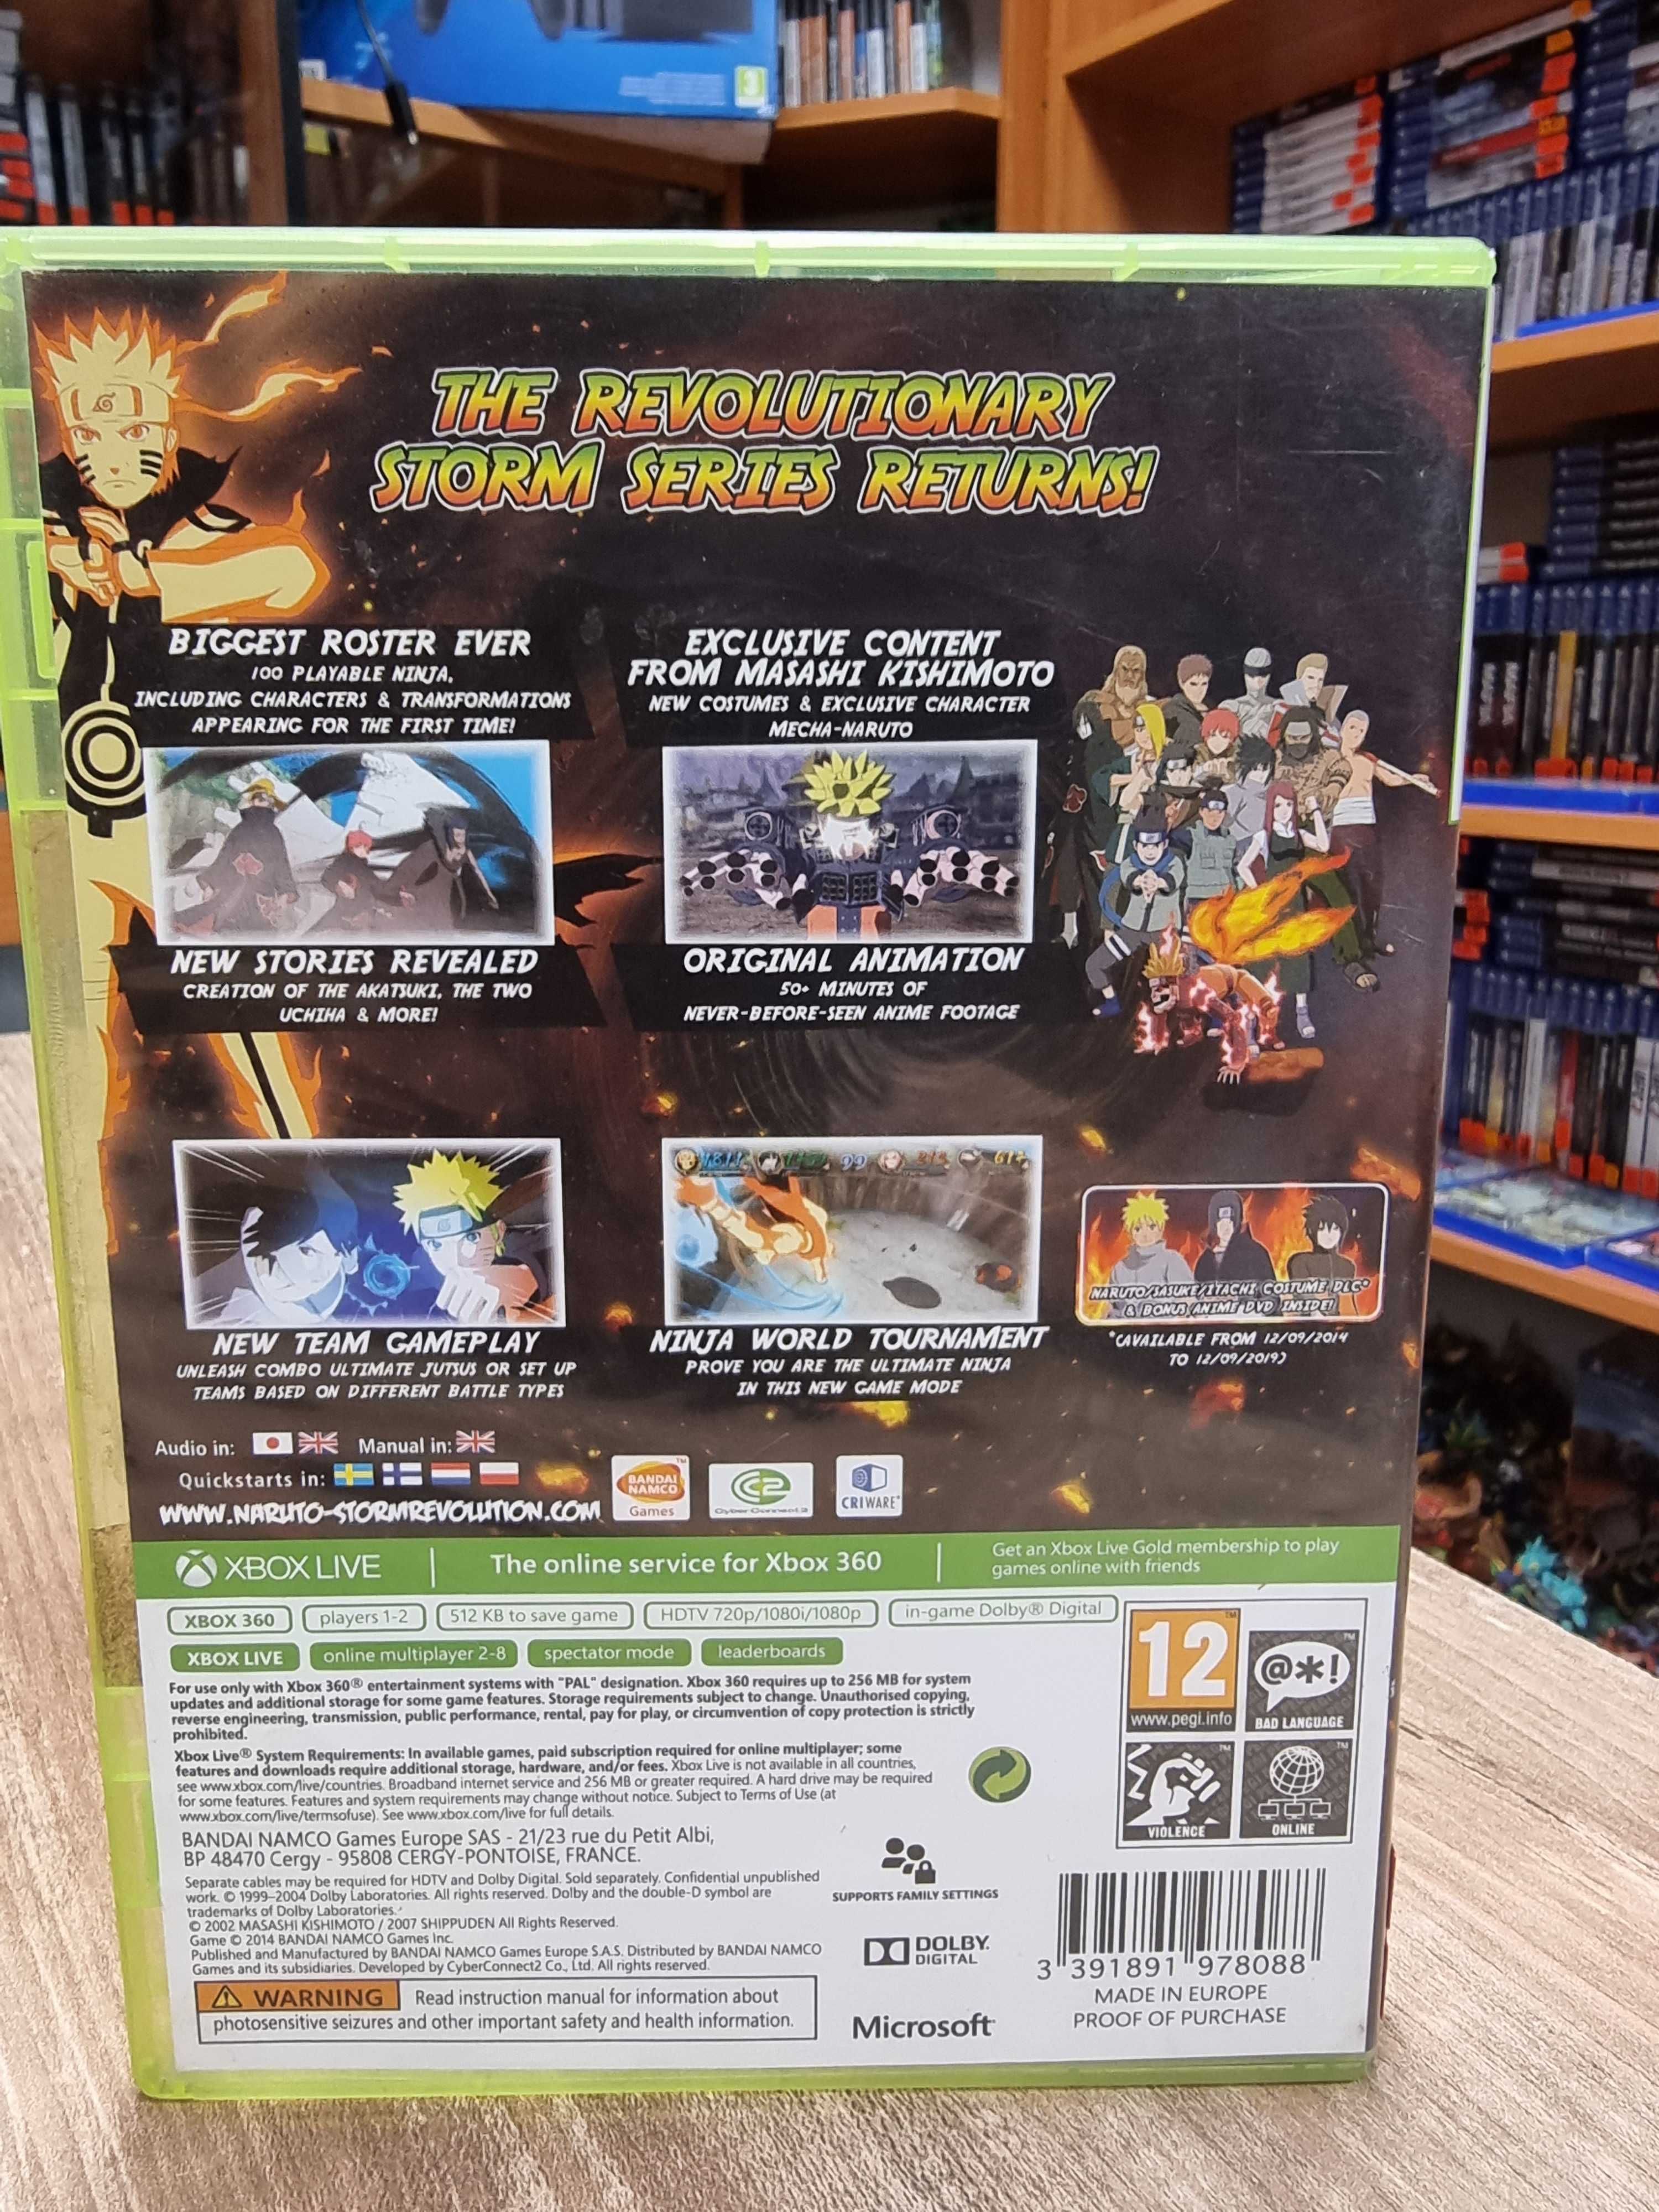 THE REVOLUTIONARY
STORM SERIES RETURNS!
BIGGEST ROSTER EVER
100 PLAYABLE NINJA,
INCLUDING CHARACTERS & TRANSFORMATIONS
APPEARING FOR THE FIRST TIME!
EXCLUSIVE CONTENT
FROM MASASHI KISHIMOTO
NEW COSTUMES & EXCLUSIVE CHARACTER
MECHA-NARUTO
NEW STORIES REVEALED
CREATION OF THE AKATSUKI, THE TWO
UCHIHA & MORE!
ORIGINAL ANIMATION
50+ MINUTES OF
NEVER-BEFORE-SEEN ANIME FOOTAGE
NEW TEAM GAMEPLAY
UNLEASH COMBO ULTIMATE JUTSUS OR SET UP
TEAMS BASED ON DIFFERENT BATTLE TYPES
NINJA WORLD TOURNAMENT
PROVE YOU ARE THE ULTIMATE NINJA
IN THIS NEW GAME MODE
NARUTO/SASUKE/ITACHI COSTUME DLC*
& BONUS ANIME DVD INSIDE!
*(AVAILABLE FROM 12/09/2014
TO 12/09/2019)
Audio in: Manual in:
Quickstarts in:
WWW.NARUTO-STORMREVOLUTION.COM
BANDAI
NAMCO
Games
CyberConnect2
CRIWARE
XBOX LIVE
The online service for Xbox 360
Get an Xbox Live Gold membership to play
games online with friends
XBOX 360 players 1-2 512 KB to save game HDTV 720p/1080i/1080p in-game Dolby® Digital
XBOX LIVE online multiplayer 2-8 spectator mode leaderboards
For use only with Xbox 360® entertainment systems with "PAL" designation. Xbox 360 requires up to 256 MB for system
updates and additional storage for some game features. Storage requirements subject to change. Unauthorised copying,
reverse engineering, transmission, public performance, rental, pay for play, or circumvention of copy protection is strictly
prohibited.
Xbox Live® System Requirements: In available games, paid subscription required for online multiplayer; some
features and downloads require additional storage, hardware, and/or fees. Xbox Live is not available in all countries,
see www.xbox.com/live/countries. Broadband internet service and 256 MB or greater required. A hard drive may be required
for some features. Features and system requirements may change without notice. Subject to Terms of Use (at
www.xbox.com/live/termsofuse). See www.xbox.com/live for full details.
BANDAI NAMCO Games Europe SAS - 21/23 rue du Petit Albi,
BP 48470 Cergy - 95808 CERGY-PONTOISE, FRANCE.
Separate cables may be required for HDTV and Dolby Digital. Sold separately. Confidential unpublished
work. © 1999–2004 Dolby Laboratories. All rights reserved. Dolby and the double-D symbol are
trademarks of Dolby Laboratories.
© 2002 MASASHI KISHIMOTO / 2007 SHIPPUDEN All Rights Reserved.
Game © 2014 BANDAI NAMCO Games Inc.
Published and Manufactured by BANDAI NAMCO Games Europe S.A.S. Distributed by BANDAI NAMCO
Games and its subsidiaries. Developed by CyberConnect2 Co., Ltd. All rights reserved.
WARNING Read instruction manual for information about
photosensitive seizures and other important safety and health information.
12
www.pegi.info
@*!
BAD LANGUAGE
VIOLENCE
ONLINE
SUPPORTS FAMILY SETTINGS
DOLBY
DIGITAL
Microsoft
3 391891 978088
MADE IN EUROPE
PROOF OF PURCHASE